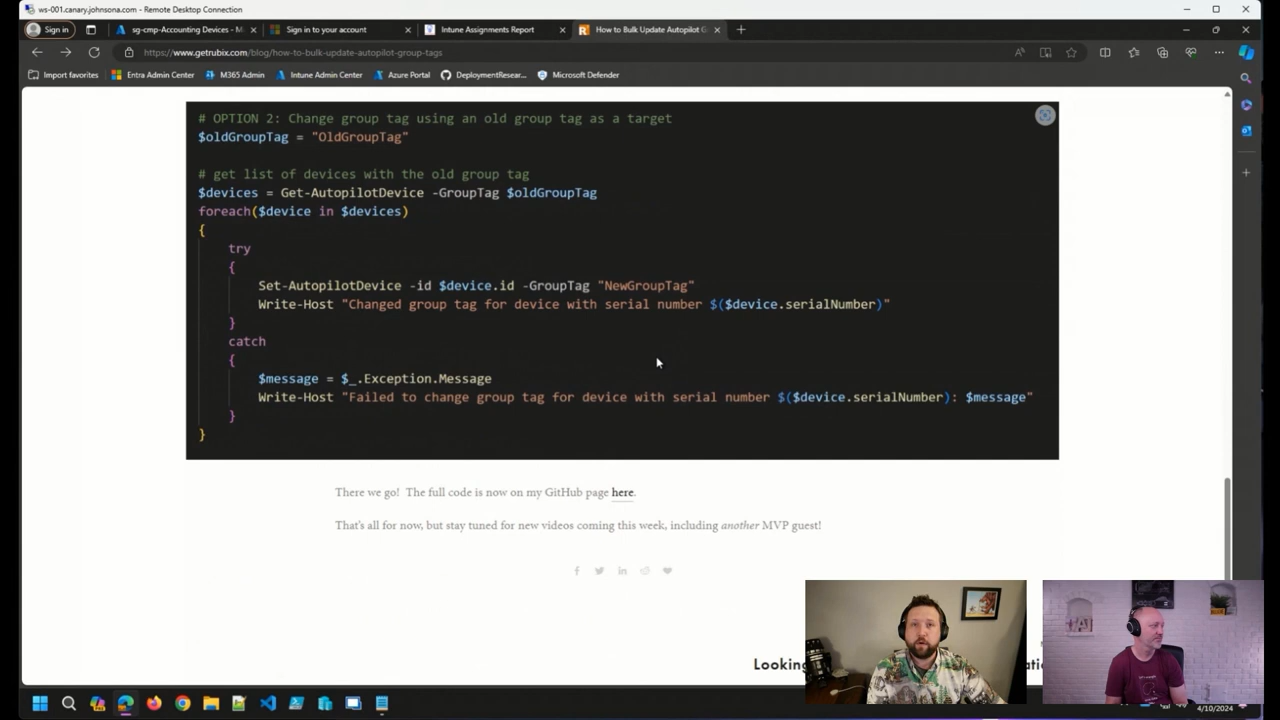 ws-001.canary.johnsona.com - Remote Desktop Connection
Sign in
sg-cmp-Accounting Devices - M
Sign in to your account
Intune Assignments Report
How to Bulk Update Autopilot G
https://www.getrubix.com/blog/how-to-bulk-update-autopilot-group-tags
Import favorites
Entra Admin Center
M365 Admin
Intune Admin Center
Azure Portal
DeploymentResear...
Microsoft Defender
# OPTION 2: Change group tag using an old group tag as a target
$oldGroupTag = "OldGroupTag"
# get list of devices with the old group tag
$devices = Get-AutopilotDevice -GroupTag $oldGroupTag
foreach($device in $devices)
{
try
{
Set-AutopilotDevice -id $device.id -GroupTag "NewGroupTag"
Write-Host "Changed group tag for device with serial number $($device.serialNumber)"
}
catch
{
$message = $_.Exception.Message
Write-Host "Failed to change group tag for device with serial number $($device.serialNumber): $message"
}
}
There we go! The full code is now on my GitHub page here.
That's all for now, but stay tuned for new videos coming this week, including another MVP guest!
Looking
4/10/2024